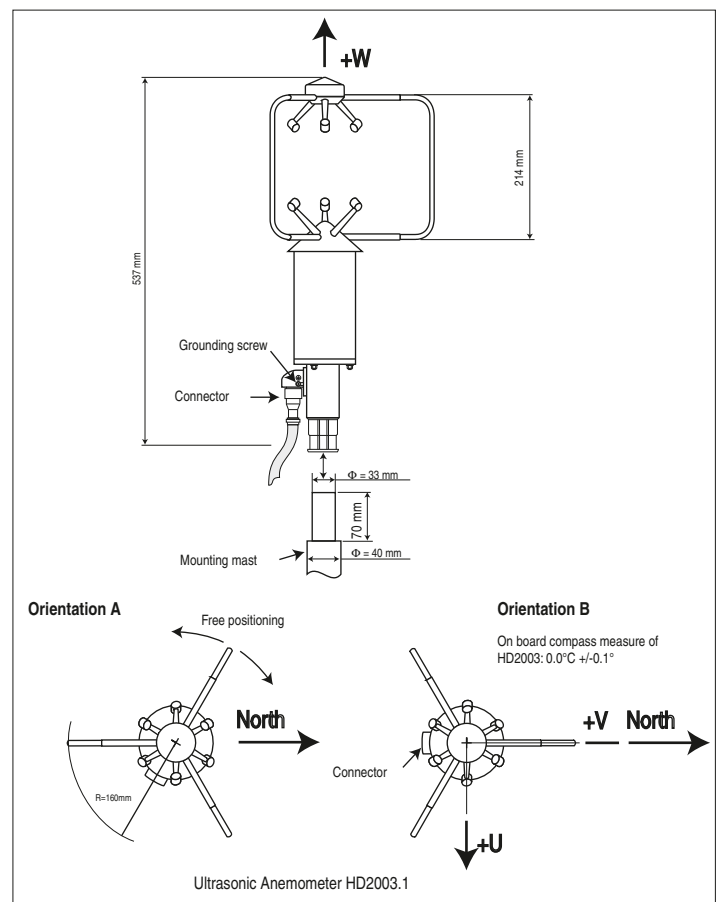 +W
214 mm
537 mm
Grounding screw
Connector
Φ = 33 mm
70 mm
Mounting mast
Φ = 40 mm
Orientation A
Free positioning
North
R=160mm
Orientation B
On board compass measure of
HD2003: 0.0°C +/-0.1°
+V North
Connector
+U
Ultrasonic Anemometer HD2003.1